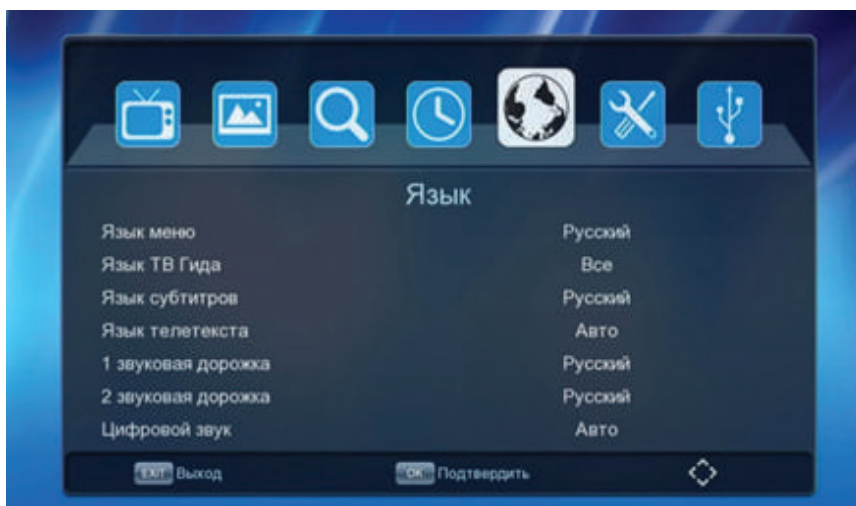 Язык
Язык меню Русский
Язык ТВ Гида Все
Язык субтитров Русский
Язык телетекста Авто
1 звуковая дорожка Русский
2 звуковая дорожка Русский
Цифровой звук Авто
EXIT Выход OK Подтвердить